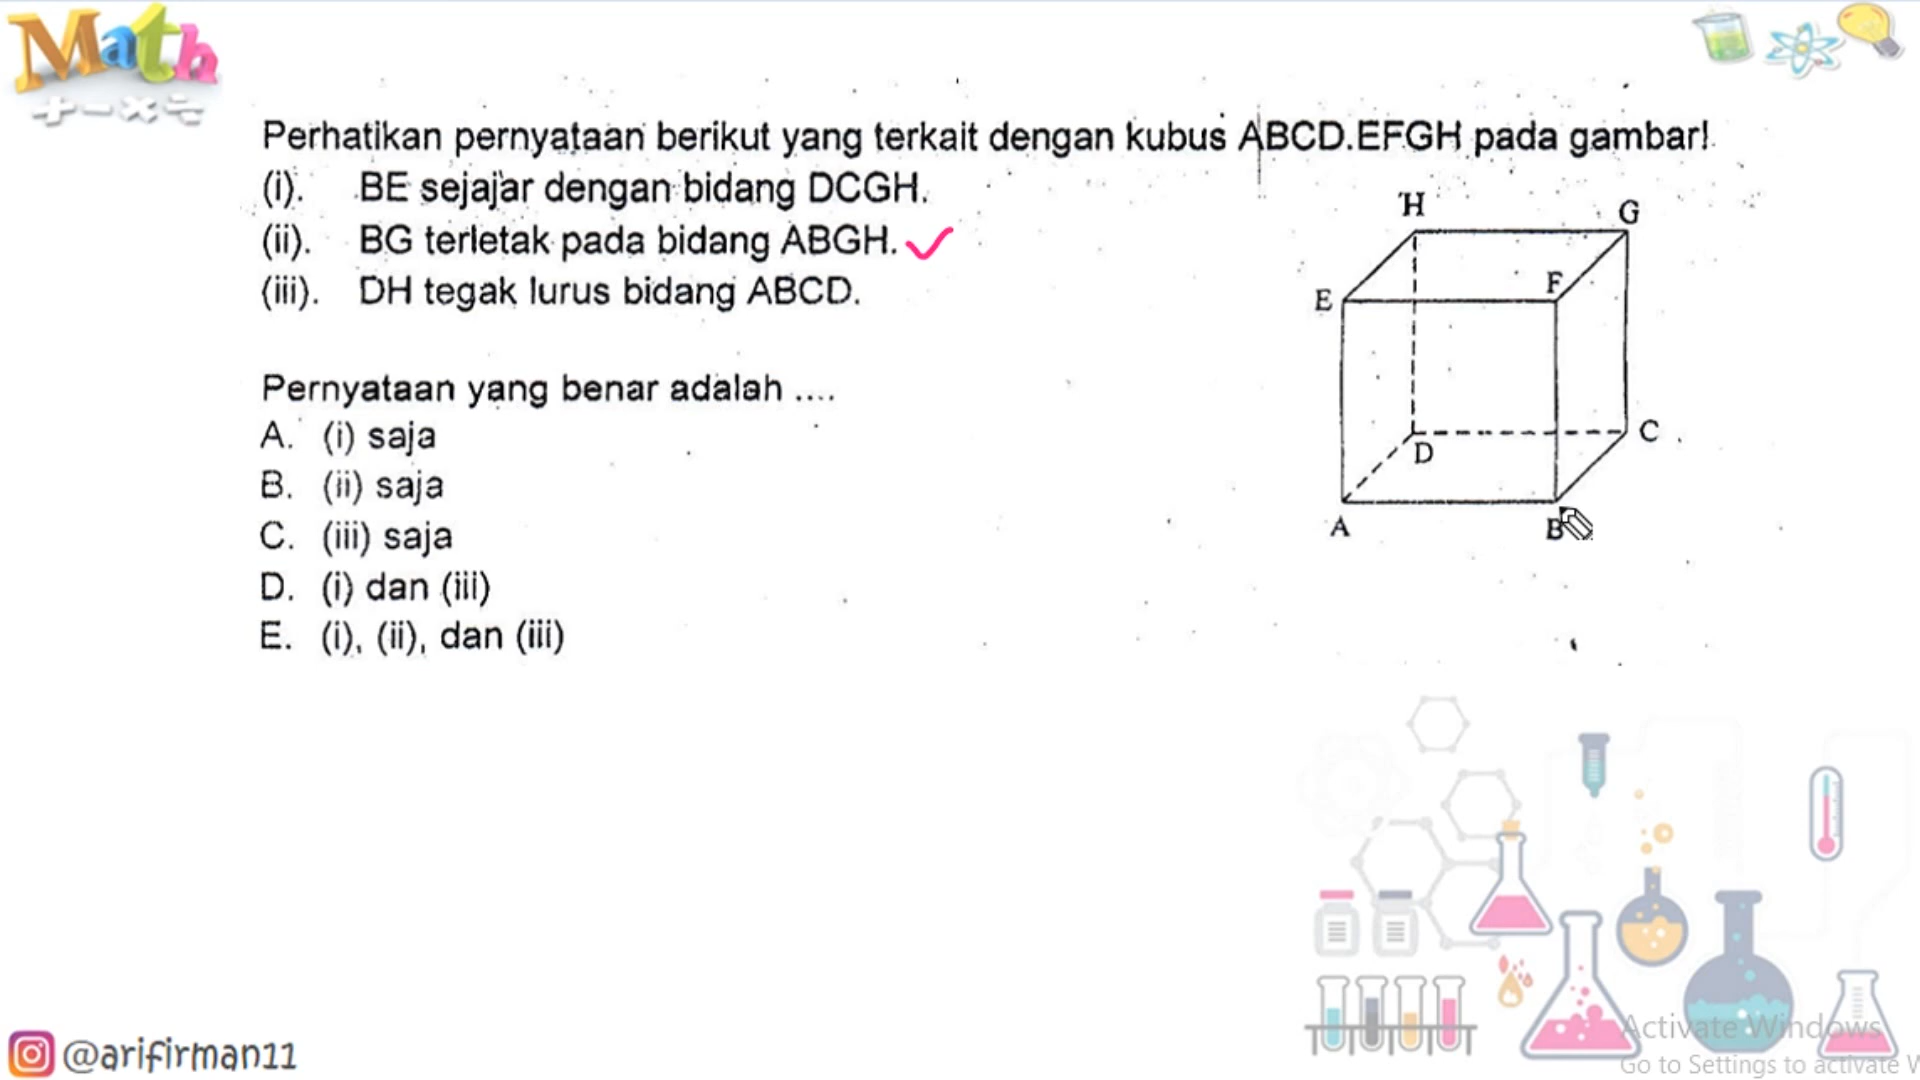 Math
+ - × ÷
Perhatikan pernyataan berikut yang terkait dengan kubus ABCD.EFGH pada gambar!
(i). BE sejajar dengan bidang DCGH.
(ii). BG terletak pada bidang ABGH.
(iii). DH tegak lurus bidang ABCD.
H
G
E
F
D
C
A
B
Pernyataan yang benar adalah ....
A. (i) saja
B. (ii) saja
C. (iii) saja
D. (i) dan (iii)
E. (i), (ii), dan (iii)
@arifirman11
Activate Windows
Go to Settings to activate W